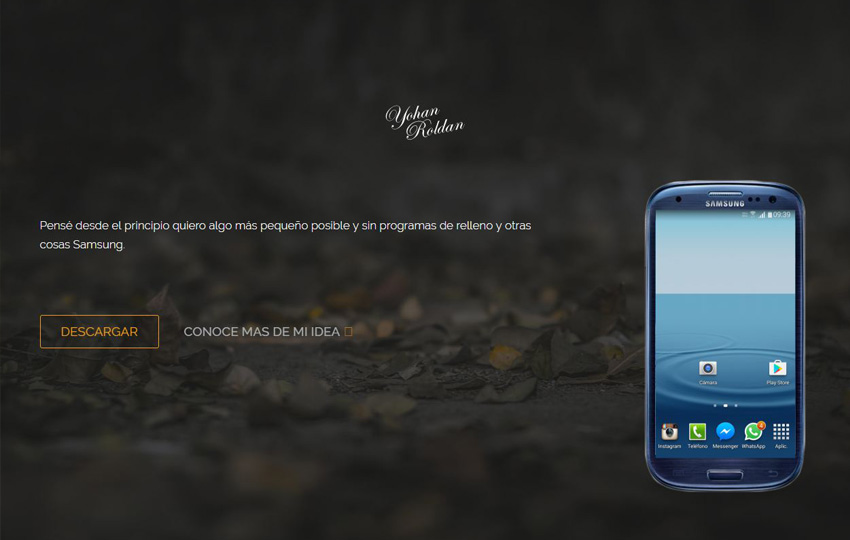 Yohan
Roldan
Pensé desde el principio quiero algo más pequeño posible y sin programas de relleno y otras
cosas Samsung.
DESCARGAR
CONOCE MAS DE MI IDEA
SAMSUNG
09:39
Cámara
Play Store
4
Instagram
Teléfono
Messenger
WhatsApp
Aplic.